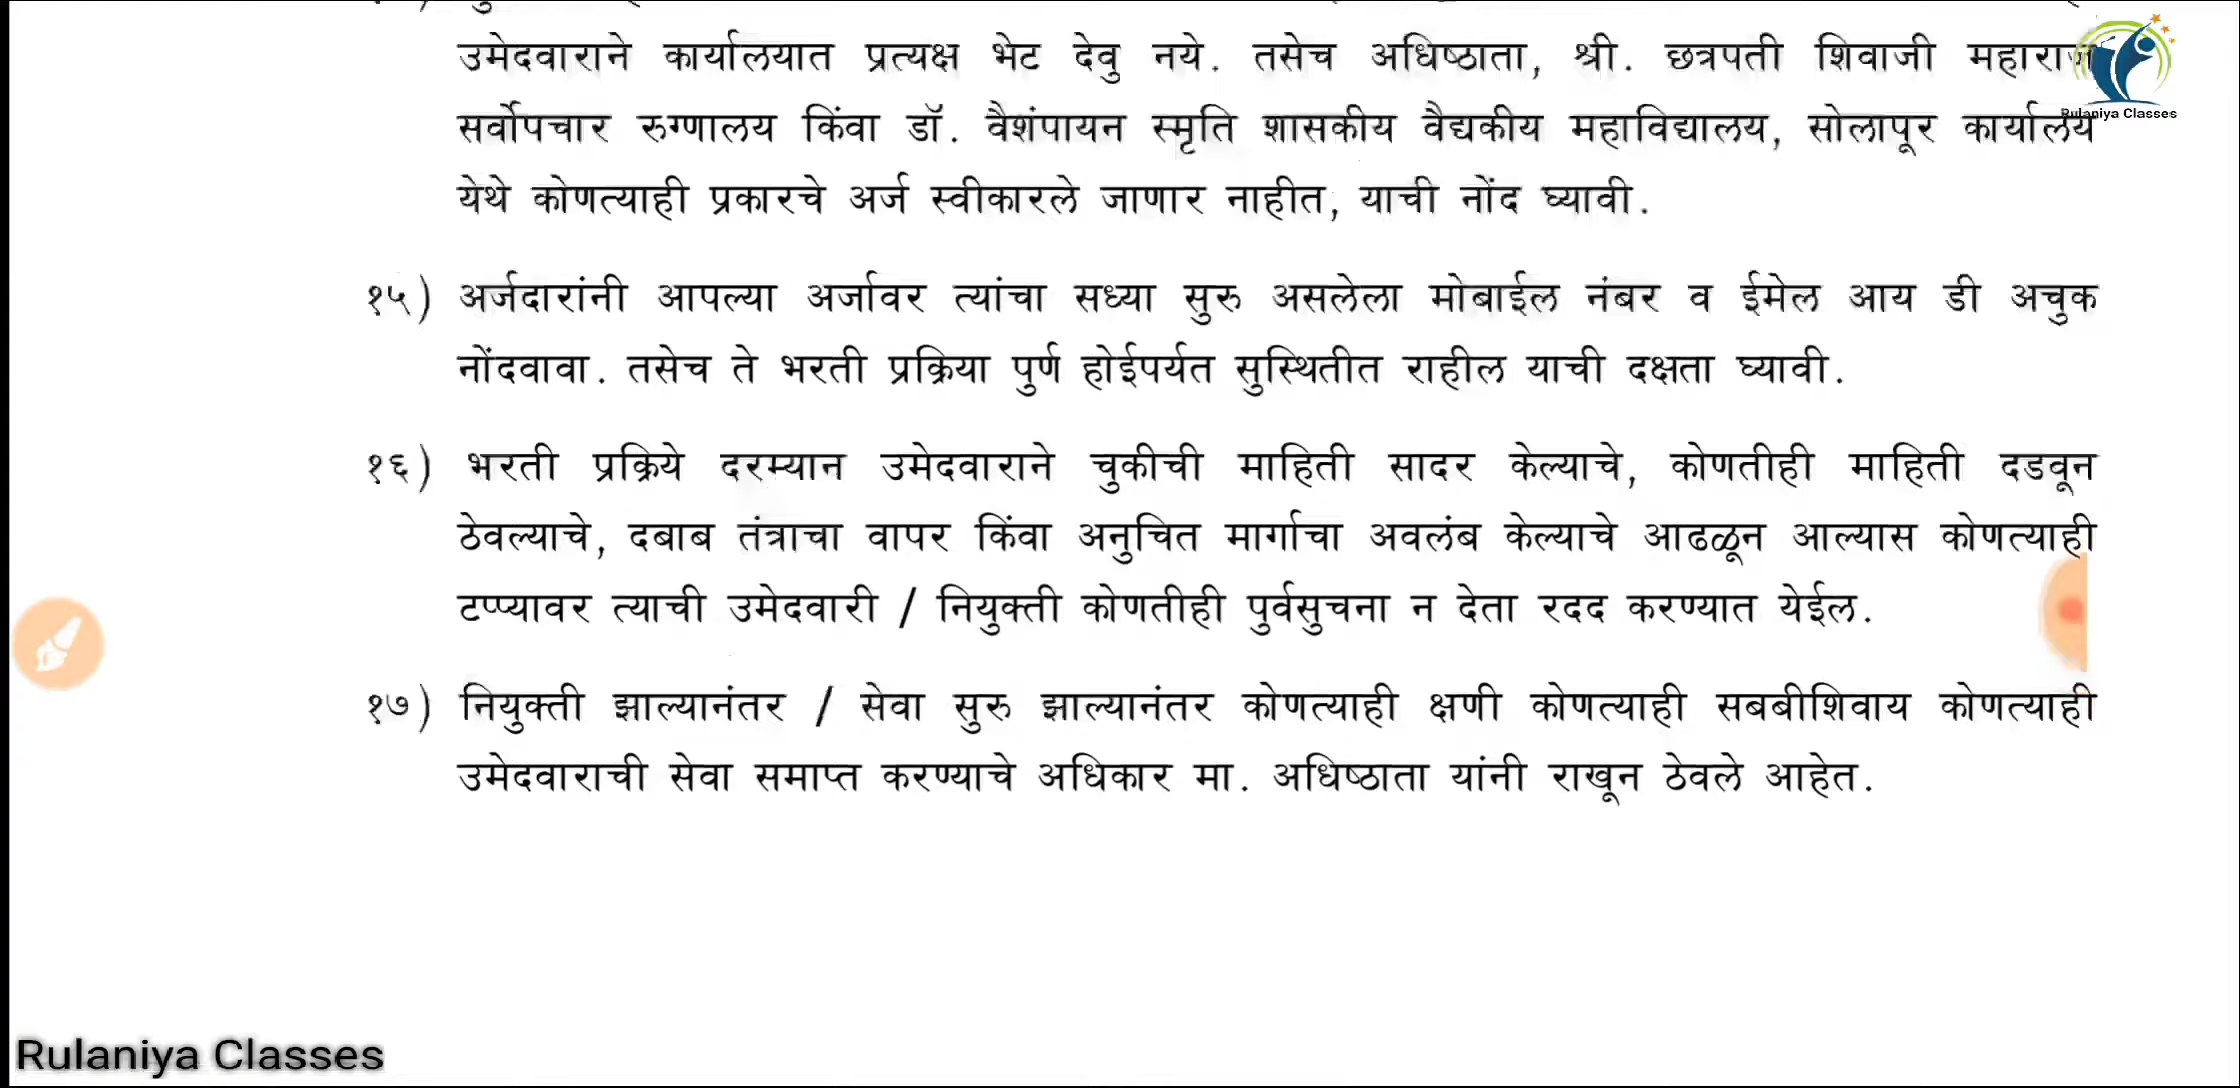 उमेदवाराने कार्यालयात प्रत्यक्ष भेट देवु नये. तसेच अधिष्ठाता, श्री. छत्रपती शिवाजी महाराज
सर्वोपचार रुग्णालय किंवा डॉ. वैशंपायन स्मृति शासकीय वैद्यकीय महाविद्यालय, सोलापूर कार्यालय
येथे कोणत्याही प्रकारचे अर्ज स्वीकारले जाणार नाहीत, याची नोंद घ्यावी.
१५) अर्जदारांनी आपल्या अर्जावर त्यांचा सध्या सुरु असलेला मोबाईल नंबर व ईमेल आय डी अचुक
नोंदवावा. तसेच ते भरती प्रक्रिया पुर्ण होईपर्यत सुस्थितीत राहील याची दक्षता घ्यावी.
१६) भरती प्रक्रिये दरम्यान उमेदवाराने चुकीची माहिती सादर केल्याचे, कोणतीही माहिती दडवून
ठेवल्याचे, दबाब तंत्राचा वापर किंवा अनुचित मार्गाचा अवलंब केल्याचे आढळून आल्यास कोणत्याही
टप्प्यावर त्याची उमेदवारी / नियुक्ती कोणतीही पुर्वसुचना न देता रदद करण्यात येईल.
१७) नियुक्ती झाल्यानंतर / सेवा सुरु झाल्यानंतर कोणत्याही क्षणी कोणत्याही सबबीशिवाय कोणत्याही
उमेदवाराची सेवा समाप्त करण्याचे अधिकार मा. अधिष्ठाता यांनी राखून ठेवले आहेत.
Rulaniya Classes
Rulaniya Classes